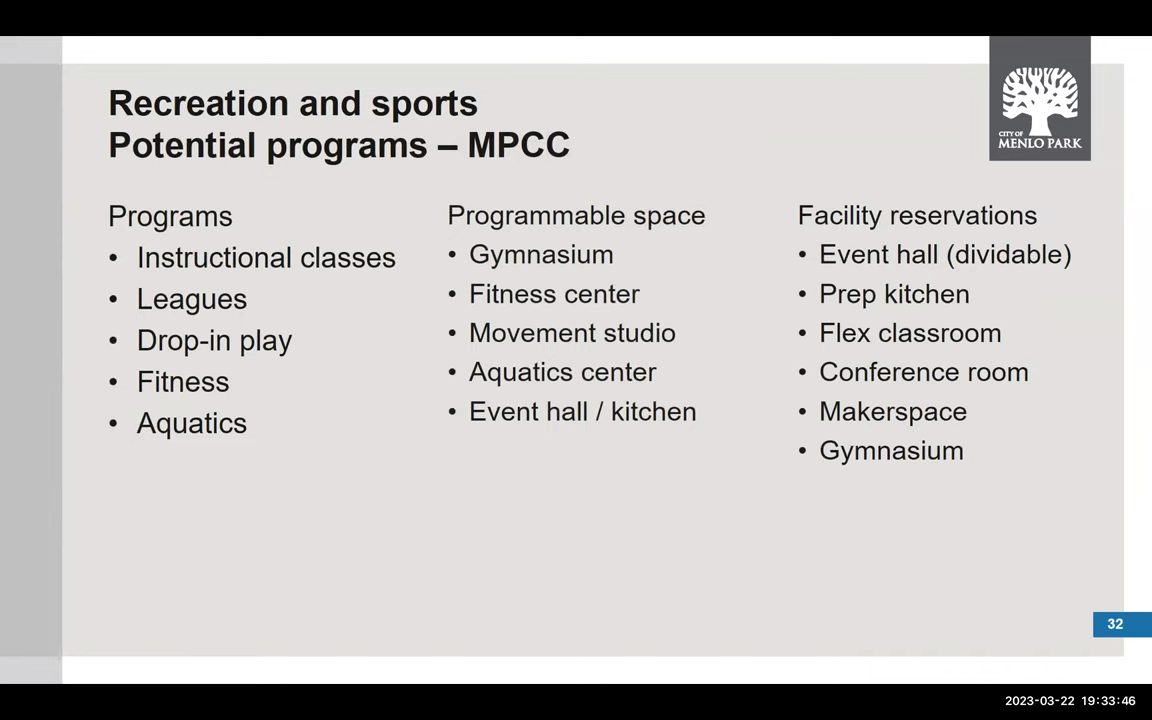 Recreation and sports
Potential programs – MPCC
CITY OF
MENLO PARK
Programs
• Instructional classes
• Leagues
• Drop-in play
• Fitness
• Aquatics
Programmable space
• Gymnasium
• Fitness center
• Movement studio
• Aquatics center
• Event hall / kitchen
Facility reservations
• Event hall (dividable)
• Prep kitchen
• Flex classroom
• Conference room
• Makerspace
• Gymnasium
32
2023-03-22 19:33:46